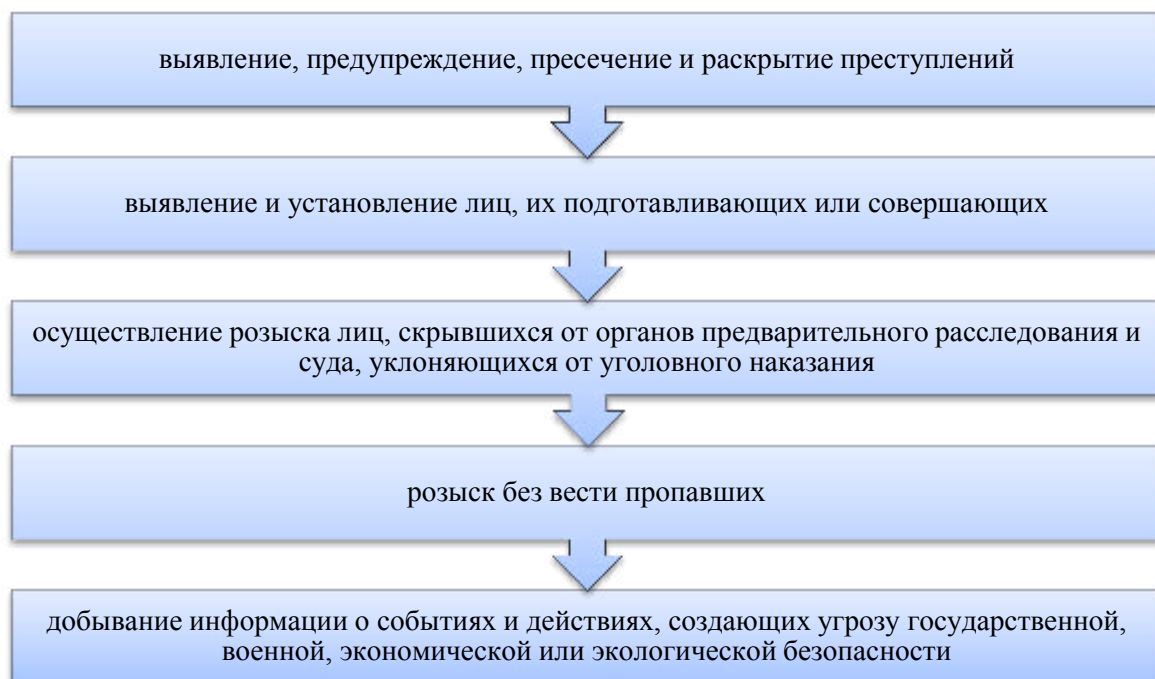 выявление, предупреждение, пресечение и раскрытие преступлений
выявление и установление лиц, их подготавливающих или совершающих
осуществление розыска лиц, скрывшихся от органов предварительного расследования и
суда, уклоняющихся от уголовного наказания
розыск без вести пропавших
добывание информации о событиях и действиях, создающих угрозу государственной,
военной, экономической или экологической безопасности